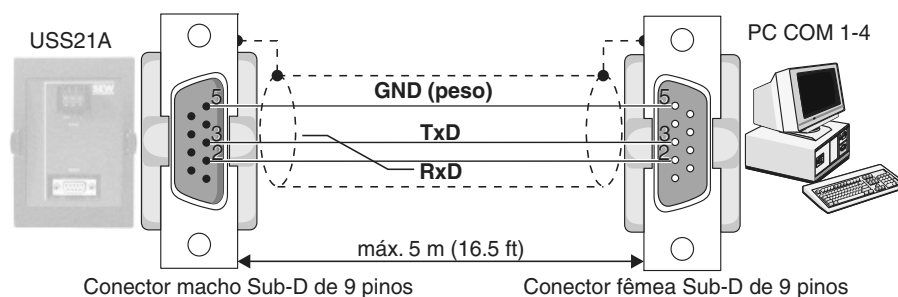 USS21A
PC COM 1-4
SEW
5
GND (peso)
5
3
TxD
3
2
RxD
2
máx. 5 m (16.5 ft)
Conector macho Sub-D de 9 pinos
Conector fêmea Sub-D de 9 pinos